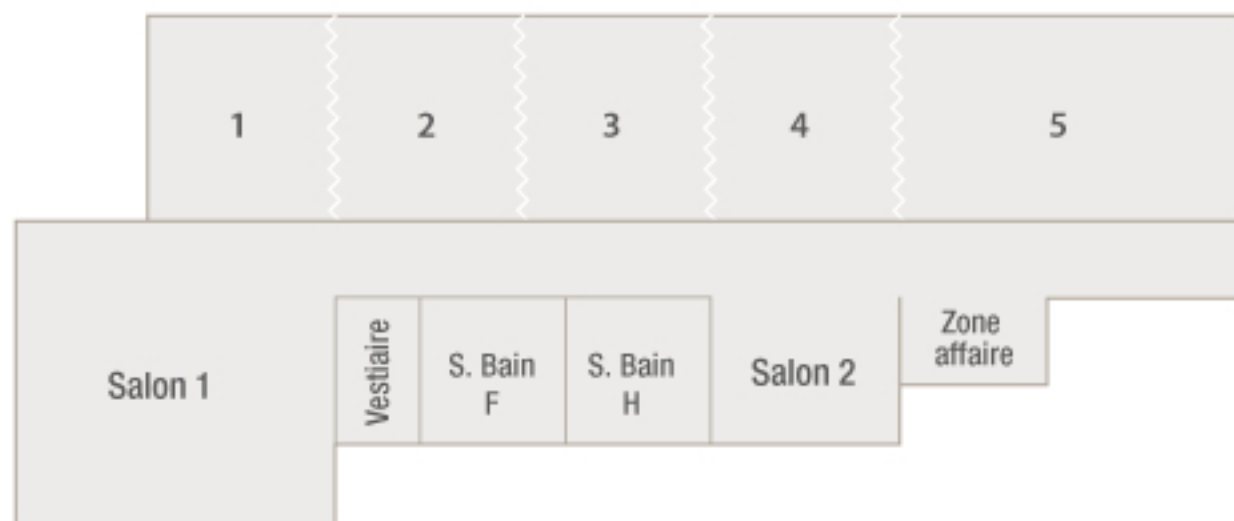 1
2
3
4
5
Salon 1
Vestiaire
S. Bain
F
S. Bain
H
Salon 2
Zone
affaire